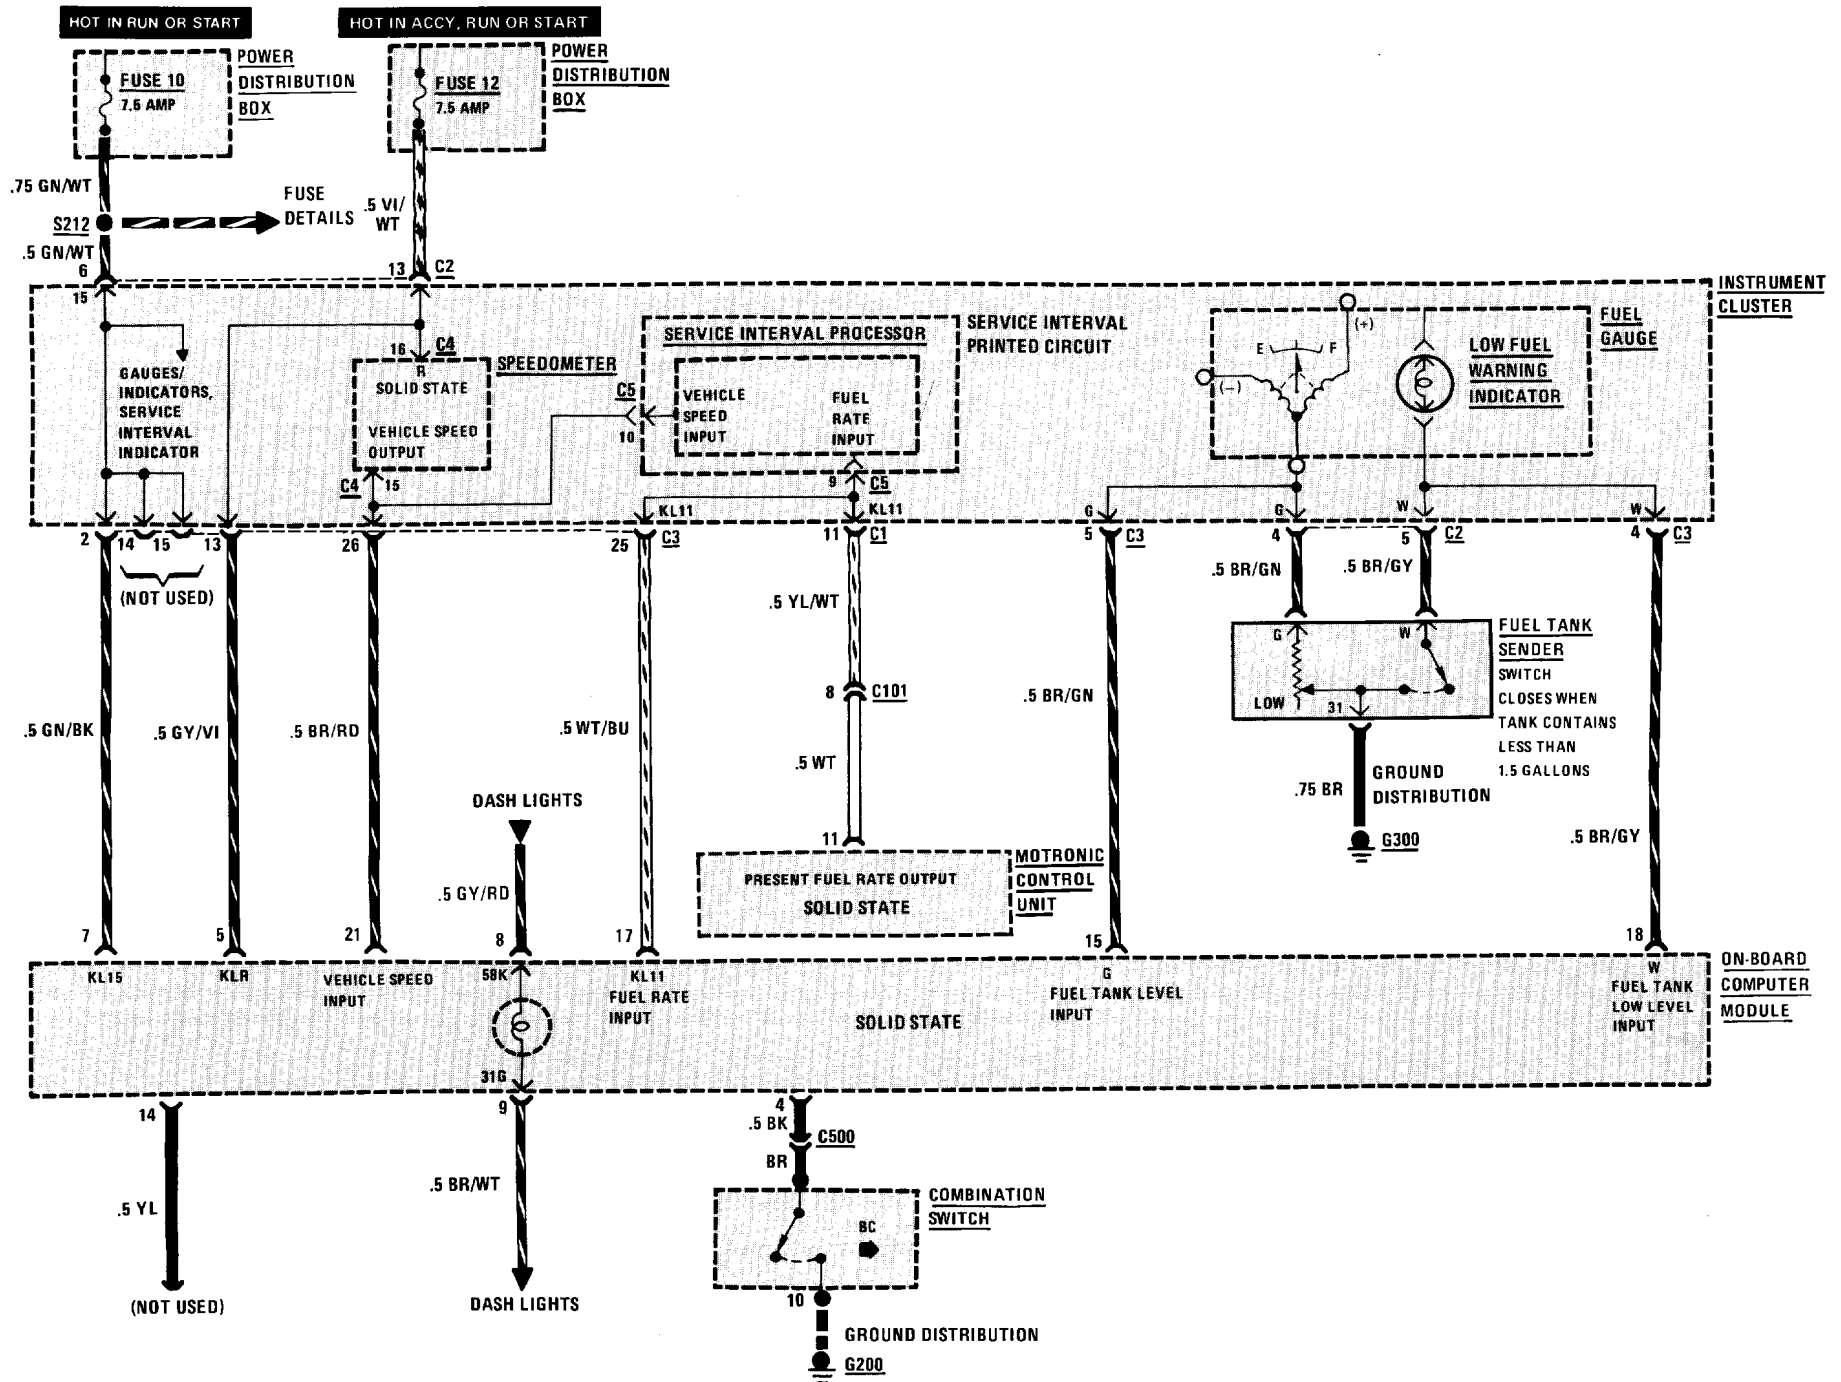 HOT IN RUN OR START
HOT IN ACCY, RUN OR START
FUSE 10
7.5 AMP
POWER
DISTRIBUTION
BOX
FUSE 12
7.5 AMP
POWER
DISTRIBUTION
BOX
.75 GN/WT
S212
.5 GN/WT
FUSE
DETAILS
.5 VI/
WT
6
13
C2
15
INSTRUMENT
CLUSTER
GAUGES/
INDICATORS,
SERVICE
INTERVAL
INDICATOR
16
C4
R
SOLID STATE
VEHICLE SPEED
OUTPUT
SPEEDOMETER
C4
15
SERVICE INTERVAL PROCESSOR
SERVICE INTERVAL
PRINTED CIRCUIT
C5
10
VEHICLE
SPEED
INPUT
FUEL
RATE
INPUT
9
C5
KL11
KL11
(+)
(−)
E
F
FUEL
GAUGE
LOW FUEL
WARNING
INDICATOR
G
G
W
W
2
14
15
13
26
25
C3
11
C1
5
C3
4
5
C2
4
C3
(NOT USED)
.5 YL/WT
.5 BR/GN
.5 BR/GY
8
C101
G
W
LOW
31
FUEL TANK
SENDER
SWITCH
CLOSES WHEN
TANK CONTAINS
LESS THAN
1.5 GALLONS
.5 GN/BK
.5 GY/VI
.5 BR/RD
.5 WT/BU
.5 WT
.5 BR/GN
.75 BR
GROUND
DISTRIBUTION
G300
.5 BR/GY
DASH LIGHTS
.5 GY/RD
11
PRESENT FUEL RATE OUTPUT
SOLID STATE
MOTRONIC
CONTROL
UNIT
7
5
21
8
17
15
18
KL15
KLR
VEHICLE SPEED
INPUT
58K
KL11
FUEL RATE
INPUT
SOLID STATE
G
FUEL TANK LEVEL
INPUT
W
FUEL TANK
LOW LEVEL
INPUT
ON-BOARD
COMPUTER
MODULE
31G
14
9
4
.5 BK
C500
BR
.5 YL
.5 BR/WT
COMBINATION
SWITCH
BC
(NOT USED)
DASH LIGHTS
10
GROUND DISTRIBUTION
G200